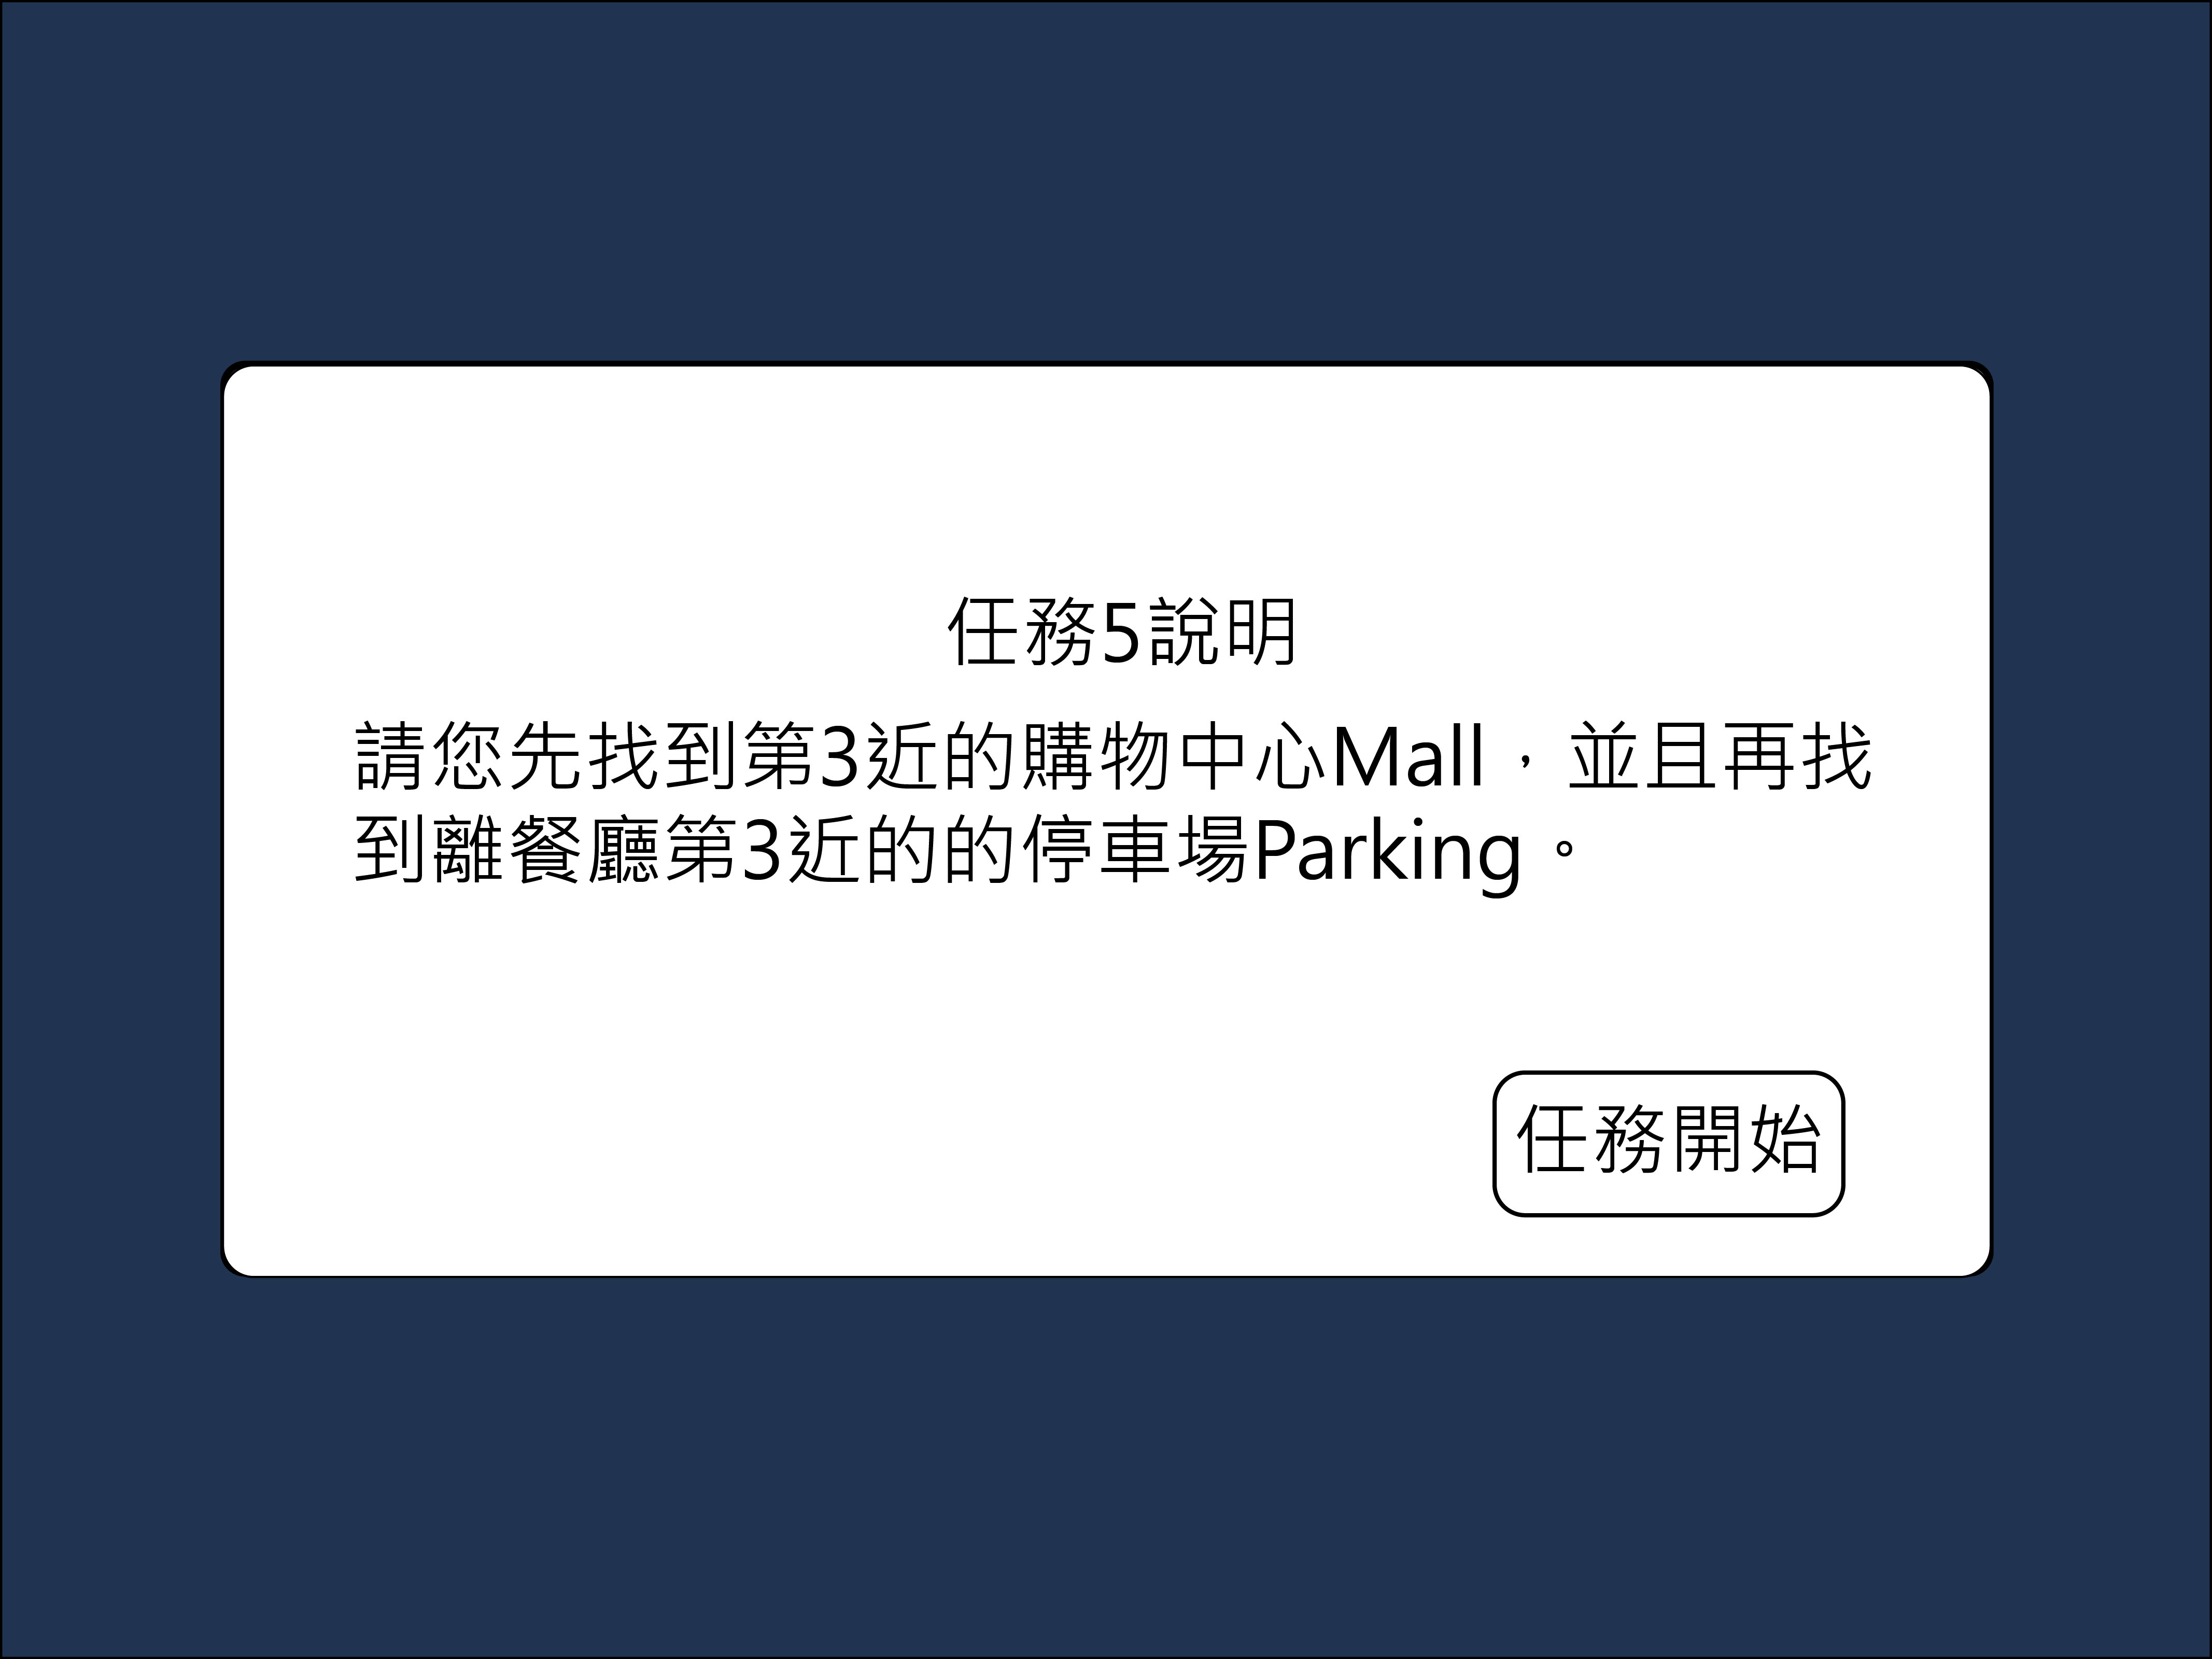 任務5說明
請您先找到第3近的購物中心Mall，並且再找
到離餐廳第3近的的停車場Parking。
任務開始